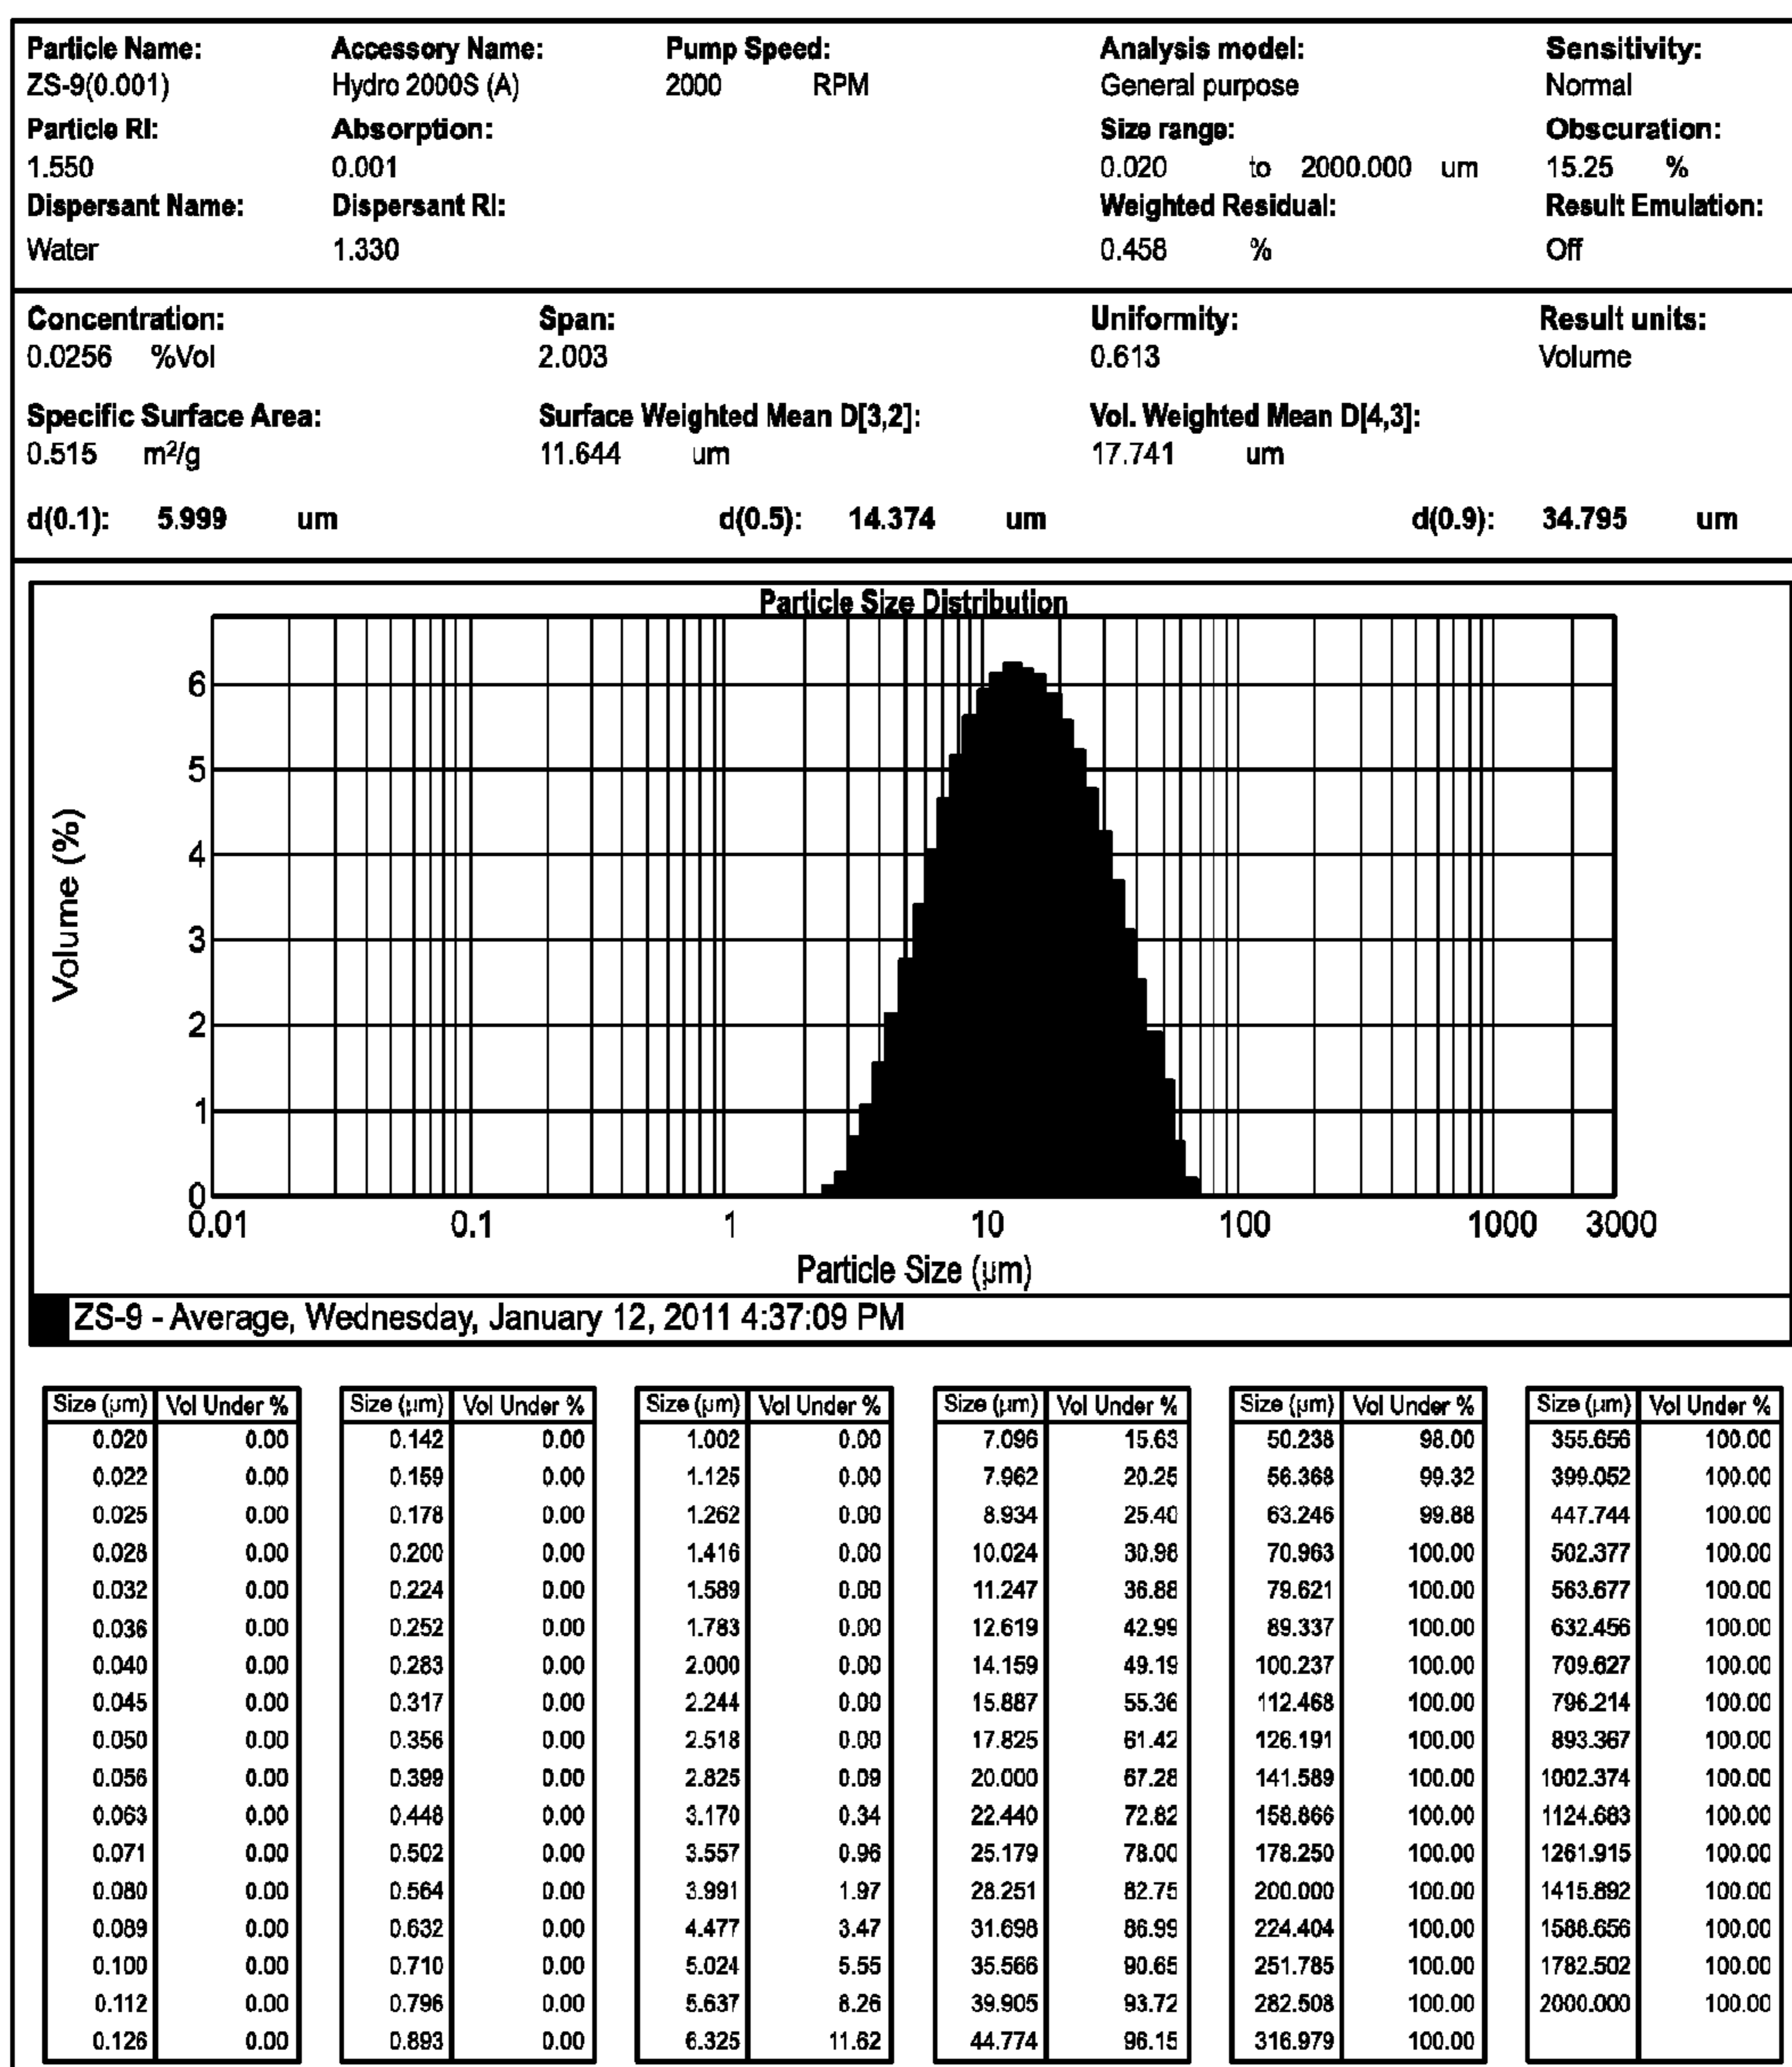 Particle Name: Accessory Name: Pump Speed: Analysis model: Sensitivity:
ZS-9(0.001) Hydro 2000S (A) 2000 RPM General purpose Normal
Particle RI: Absorption: Size range: Obscuration:
1.550 0.001 0.020 to 2000.000 um 15.25 %
Dispersant Name: Dispersant RI: Weighted Residual: Result Emulation:
Water 1.330 0.458 % Off
Concentration: Span: Uniformity: Result units:
0.0256 %Vol 2.003 0.613 Volume
Specific Surface Area: Surface Weighted Mean D[3,2]: Vol. Weighted Mean D[4,3]:
0.515 m²/g 11.644 um 17.741 um
d(0.1): 5.999 um d(0.5): 14.374 um d(0.9): 34.795 um
Particle Size Distribution
Volume (%)
6
5
4
3
2
1
0
0.01 0.1 1 10 100 1000 3000
Particle Size (µm)
ZS-9 - Average, Wednesday, January 12, 2011 4:37:09 PM
Size (µm) Vol Under % Size (µm) Vol Under % Size (µm) Vol Under % Size (µm) Vol Under % Size (µm) Vol Under % Size (µm) Vol Under %
0.020 0.00 0.142 0.00 1.002 0.00 7.096 15.63 50.238 98.00 355.656 100.00
0.022 0.00 0.159 0.00 1.125 0.00 7.962 20.25 56.368 99.32 399.052 100.00
0.025 0.00 0.178 0.00 1.262 0.00 8.934 25.40 63.246 99.88 447.744 100.00
0.028 0.00 0.200 0.00 1.416 0.00 10.024 30.98 70.963 100.00 502.377 100.00
0.032 0.00 0.224 0.00 1.589 0.00 11.247 36.88 79.621 100.00 563.677 100.00
0.036 0.00 0.252 0.00 1.783 0.00 12.619 42.99 89.337 100.00 632.456 100.00
0.040 0.00 0.283 0.00 2.000 0.00 14.159 49.19 100.237 100.00 709.627 100.00
0.045 0.00 0.317 0.00 2.244 0.00 15.887 55.36 112.468 100.00 796.214 100.00
0.050 0.00 0.356 0.00 2.518 0.00 17.825 61.42 126.191 100.00 893.367 100.00
0.056 0.00 0.399 0.00 2.825 0.09 20.000 67.28 141.589 100.00 1002.374 100.00
0.063 0.00 0.448 0.00 3.170 0.34 22.440 72.82 158.866 100.00 1124.683 100.00
0.071 0.00 0.502 0.00 3.557 0.96 25.179 78.00 178.250 100.00 1261.915 100.00
0.080 0.00 0.564 0.00 3.991 1.97 28.251 82.75 200.000 100.00 1415.892 100.00
0.089 0.00 0.632 0.00 4.477 3.47 31.698 86.99 224.404 100.00 1588.656 100.00
0.100 0.00 0.710 0.00 5.024 5.55 35.566 90.65 251.785 100.00 1782.502 100.00
0.112 0.00 0.796 0.00 5.637 8.26 39.905 93.72 282.508 100.00 2000.000 100.00
0.126 0.00 0.893 0.00 6.325 11.62 44.774 96.15 316.979 100.00